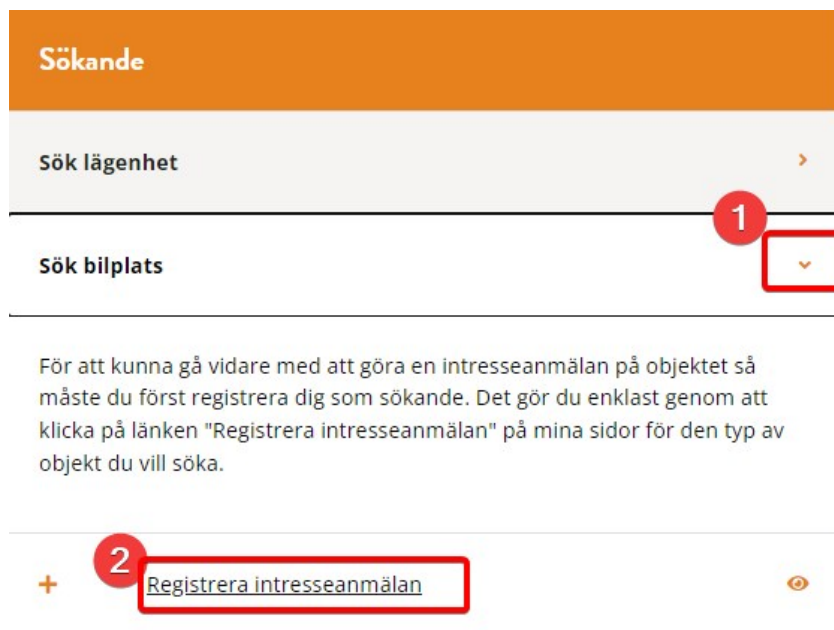 Sökande
Sök lägenhet
1
Sök bilplats
För att kunna gå vidare med att göra en intresseanmälan på objektet så
måste du först registrera dig som sökande. Det gör du enklast genom att
klicka på länken "Registrera intresseanmälan" på mina sidor för den typ av
objekt du vill söka.
2
Registrera intresseanmälan